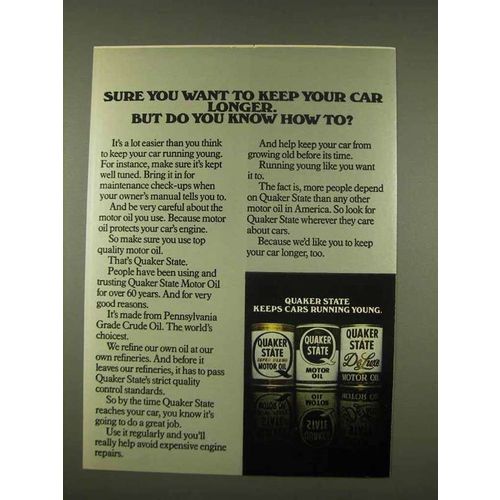 SURE YOU WANT TO KEEP YOUR CAR
LONGER.
BUT DO YOU KNOW HOW TO?
It's a lot easier than you think
to keep your car running young.
For instance, make sure it's kept
well tuned. Bring it in for
maintenance check-ups when
your owner's manual tells you to.
And be very careful about the
motor oil you use. Because motor
oil protects your car's engine.
So make sure you use top
quality motor oil.
That's Quaker State.
People have been using and
trusting Quaker State Motor Oil
for over 60 years. And for very
good reasons.
It's made from Pennsylvania
Grade Crude Oil. The world's
choicest.
We refine our own oil at our
own refineries. And before it
leaves our refineries, it has to pass
Quaker State's strict quality
control standards.
So by the time Quaker State
reaches your car, you know it's
going to do a great job.
Use it regularly and you'll
really help avoid expensive engine
repairs.
And help keep your car from
growing old before its time.
Running young like you want
it to.
The fact is, more people depend
on Quaker State than any other
motor oil in America. So look for
Quaker State wherever they care
about cars.
Because we'd like you to keep
your car longer, too.
QUAKER STATE
KEEPS CARS RUNNING YOUNG.
QUAKER
STATE
SUPER BLEND
MOTOR OIL
QUAKER
STATE
MOTOR
OIL
QUAKER
STATE
DeLuxe
MOTOR OIL